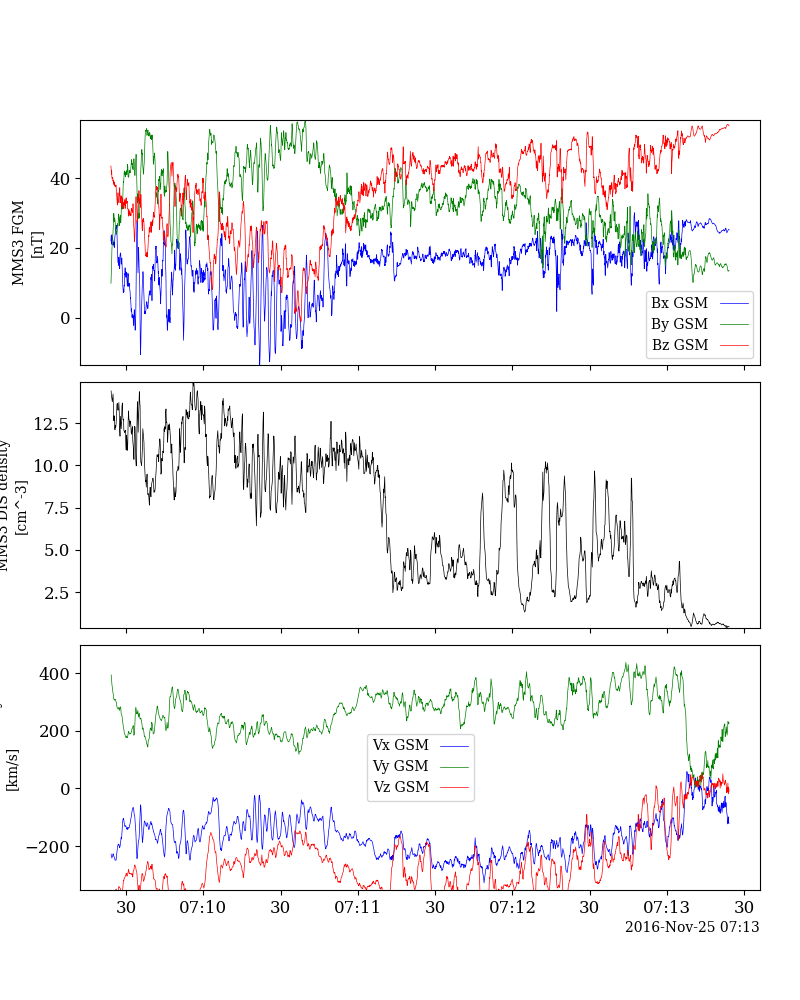 MMS3 FGM
[nT]
40
20
0
Bx GSM
By GSM
Bz GSM
MMS3 DIS density
[cm^-3]
12.5
10.0
7.5
5.0
2.5
[km/s]
400
200
0
−200
Vx GSM
Vy GSM
Vz GSM
30
07:10
30
07:11
30
07:12
30
07:13
30
2016-Nov-25 07:13